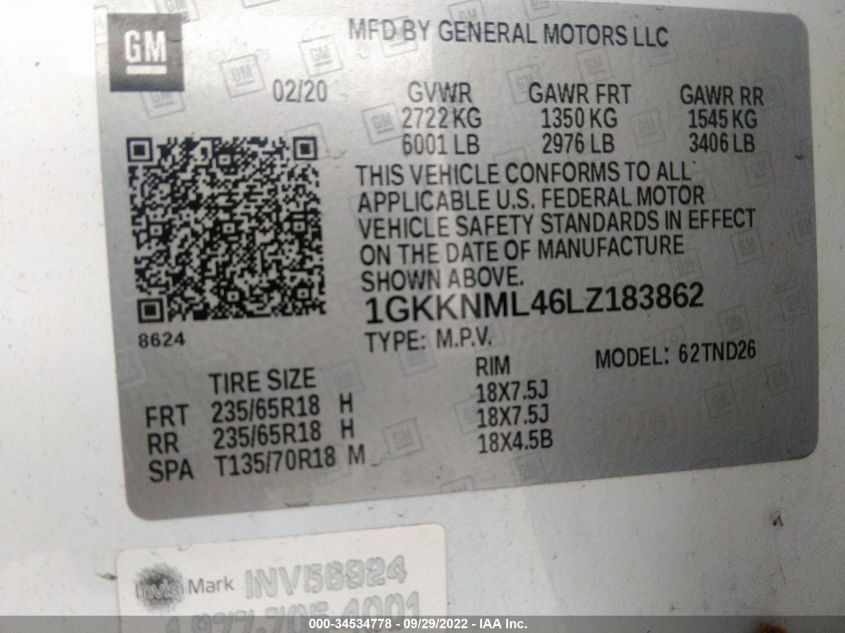 GM
MFD BY GENERAL MOTORS LLC
02/20 GVWR GAWR FRT GAWR RR
2722 KG 1350 KG 1545 KG
6001 LB 2976 LB 3406 LB
THIS VEHICLE CONFORMS TO ALL
APPLICABLE U.S. FEDERAL MOTOR
VEHICLE SAFETY STANDARDS IN EFFECT
ON THE DATE OF MANUFACTURE
SHOWN ABOVE.
1GKKNML46LZ183862
8624
TYPE: M.P.V.
MODEL: 62TND26
TIRE SIZE RIM
FRT 235/65R18 H 18X7.5J
RR 235/65R18 H 18X7.5J
SPA T135/70R18 M 18X4.5B
InvisiMark INV56924
000-34534778 - 09/29/2022 - IAA Inc.